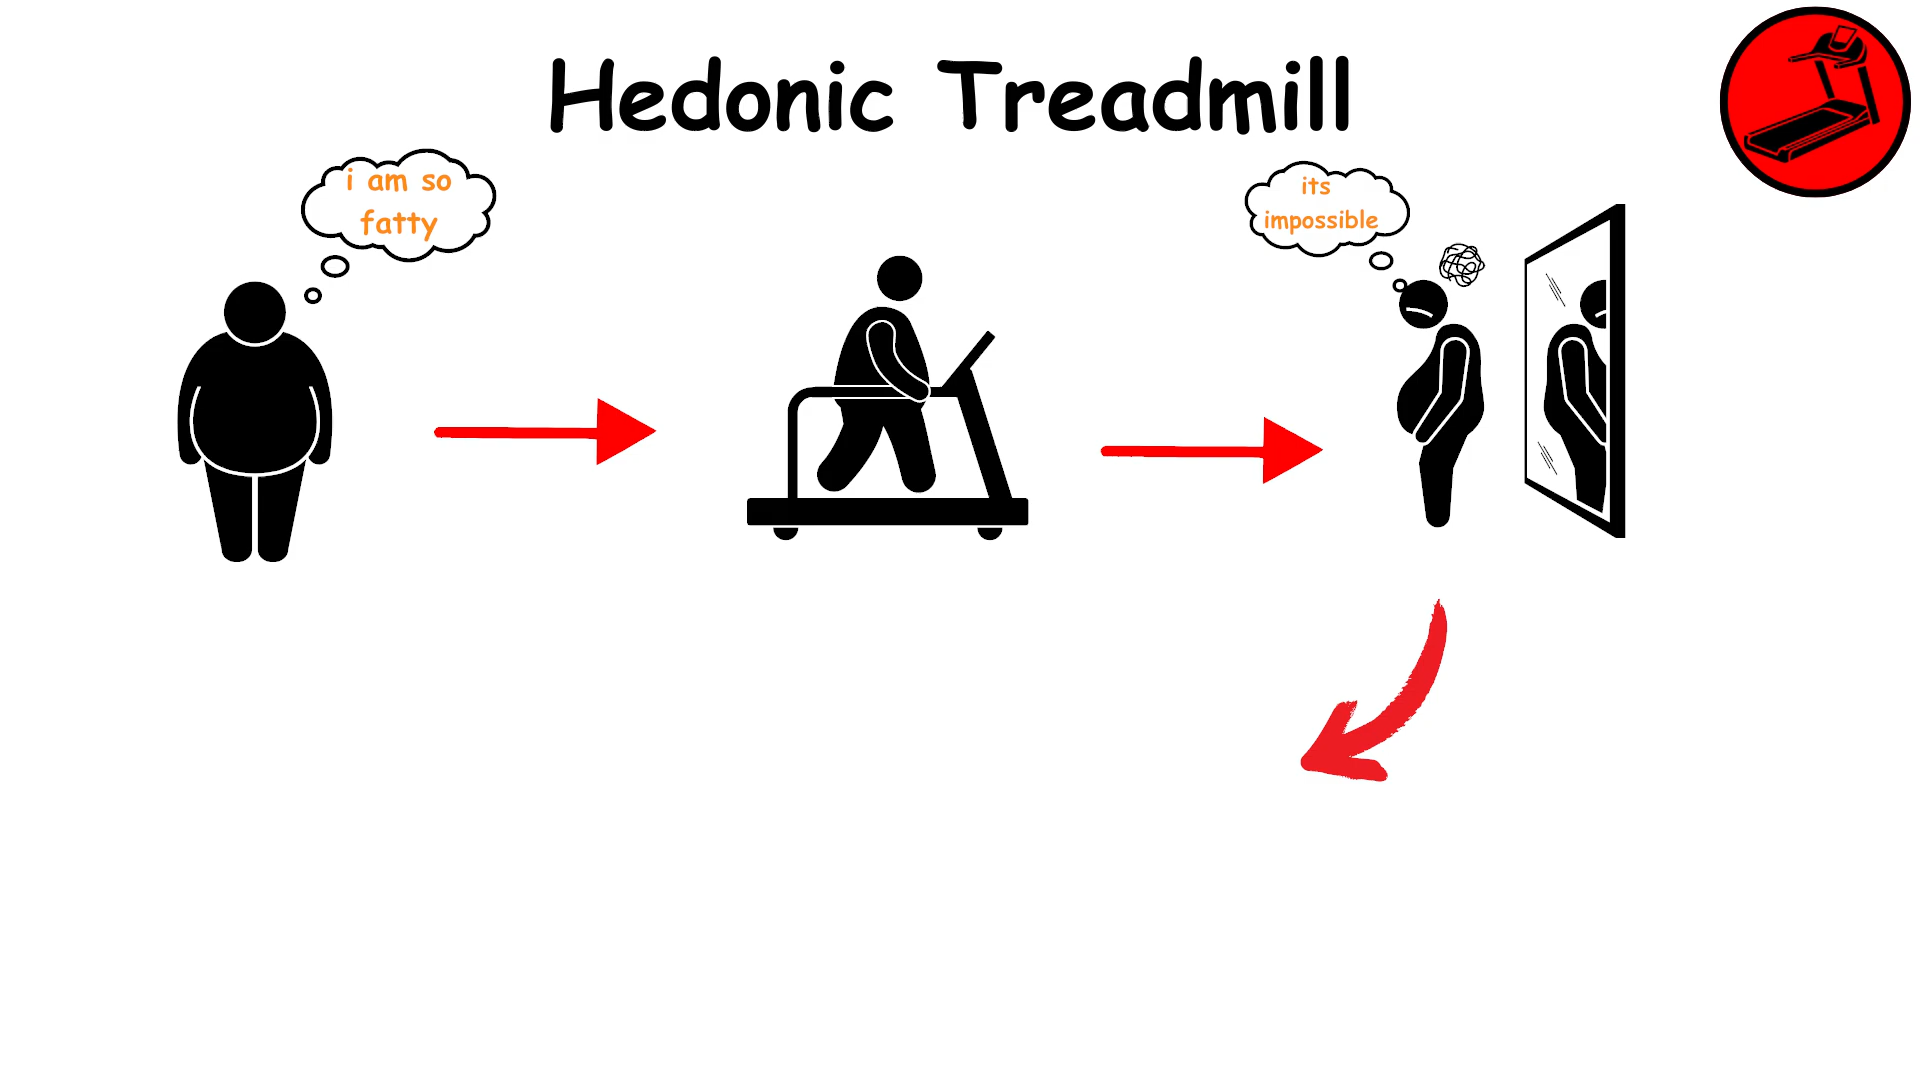 Hedonic Treadmill
i am so
fatty
its
impossible